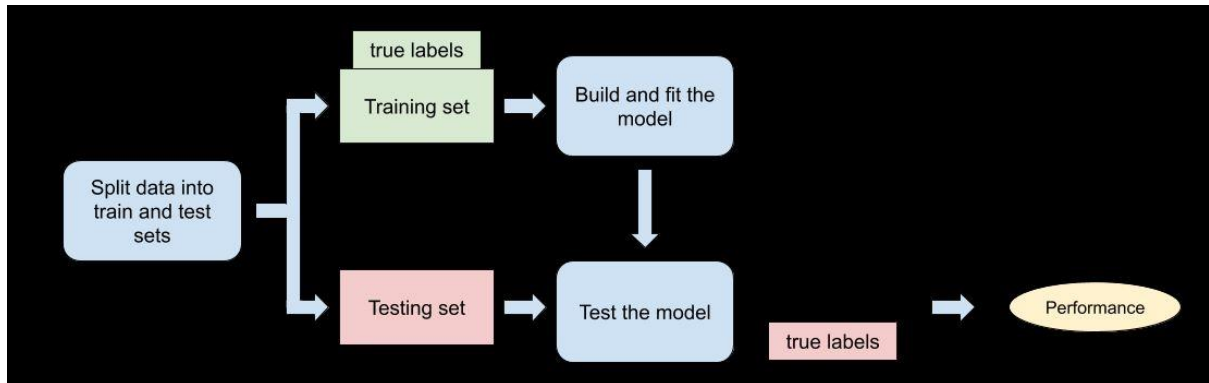 true labels
Training set
Build and fit the
model
Split data into
train and test
sets
Testing set
Test the model
true labels
Performance